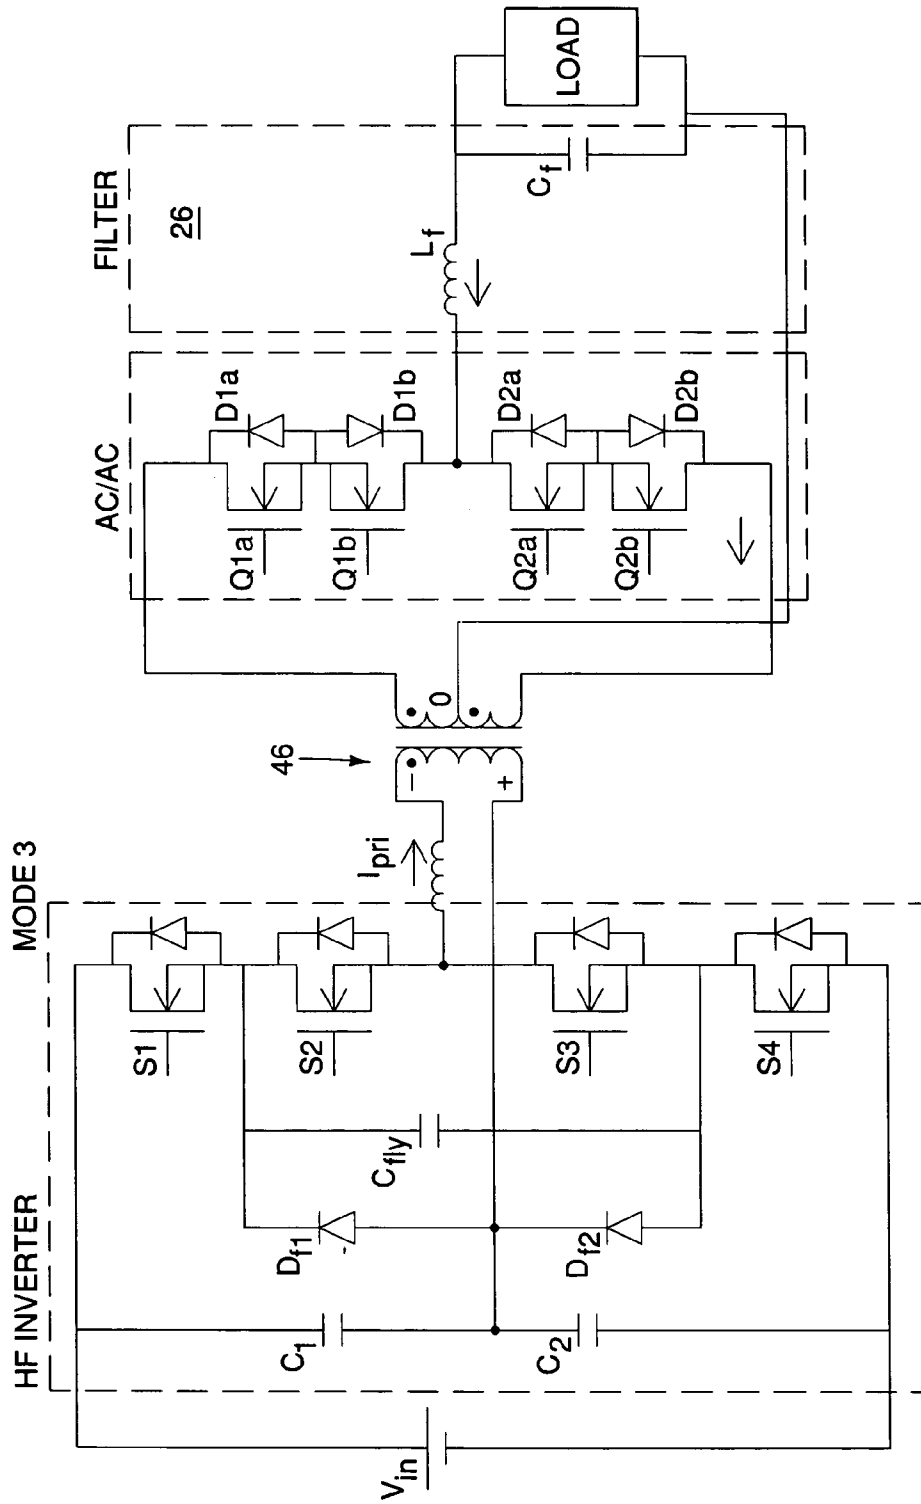 HF INVERTER
MODE 3
V_in
C_1
C_2
D_f1
D_f2
C_fly
S1
S2
S3
S4
I_pri
46
–
+
0
AC/AC
Q1a
Q1b
Q2a
Q2b
D1a
D1b
D2a
D2b
FILTER
26
L_f
C_f
LOAD